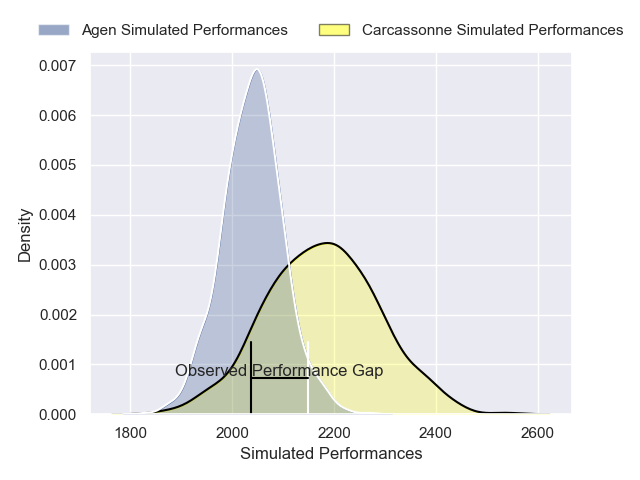 Agen Simulated Performances
Carcassonne Simulated Performances
0.007
0.006
0.005
0.004
0.003
0.002
0.001
0.000
Density
Observed Performance Gap
1800
2000
2200
2400
2600
Simulated Performances